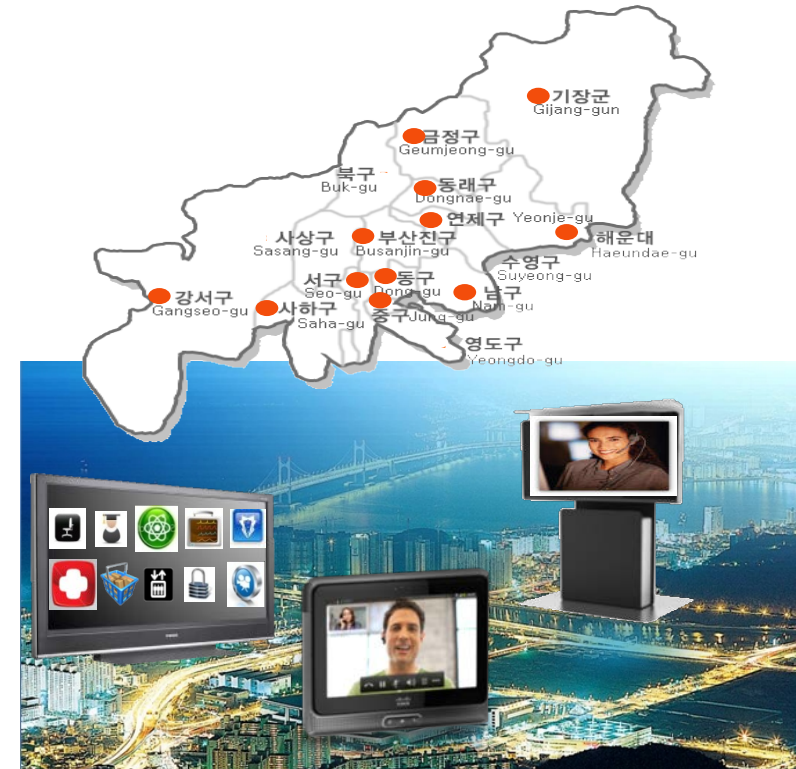 기장군
Gijang-gun
금정구
Geumjeong-gu
북구
Buk-gu
동래구
Dongnae-gu
연제구
Yeonje-gu
사상구
Sasang-gu
부산진구
Busanjin-gu
해운대
Haeundae-gu
수영구
Suyeong-gu
서구
Seo-gu
동구
Dong-gu
남구
Nam-gu
강서구
Gangseo-gu
사하구
Saha-gu
중구
Jung-gu
영도구
Yeongdo-gu